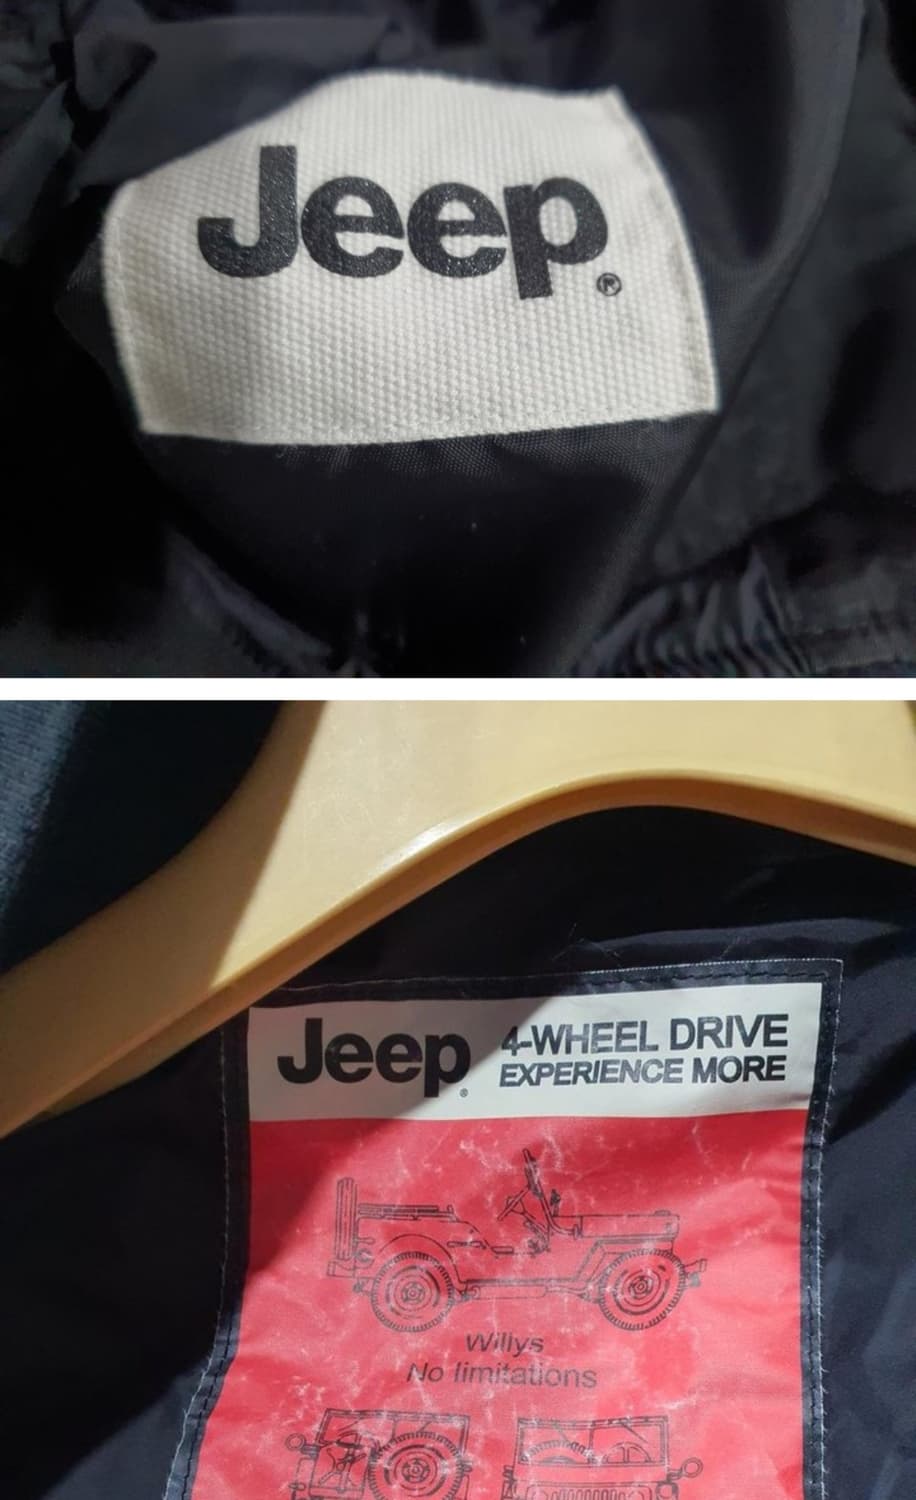 Jeep®
Jeep® 4-WHEEL DRIVE
EXPERIENCE MORE
Willys
No limitations